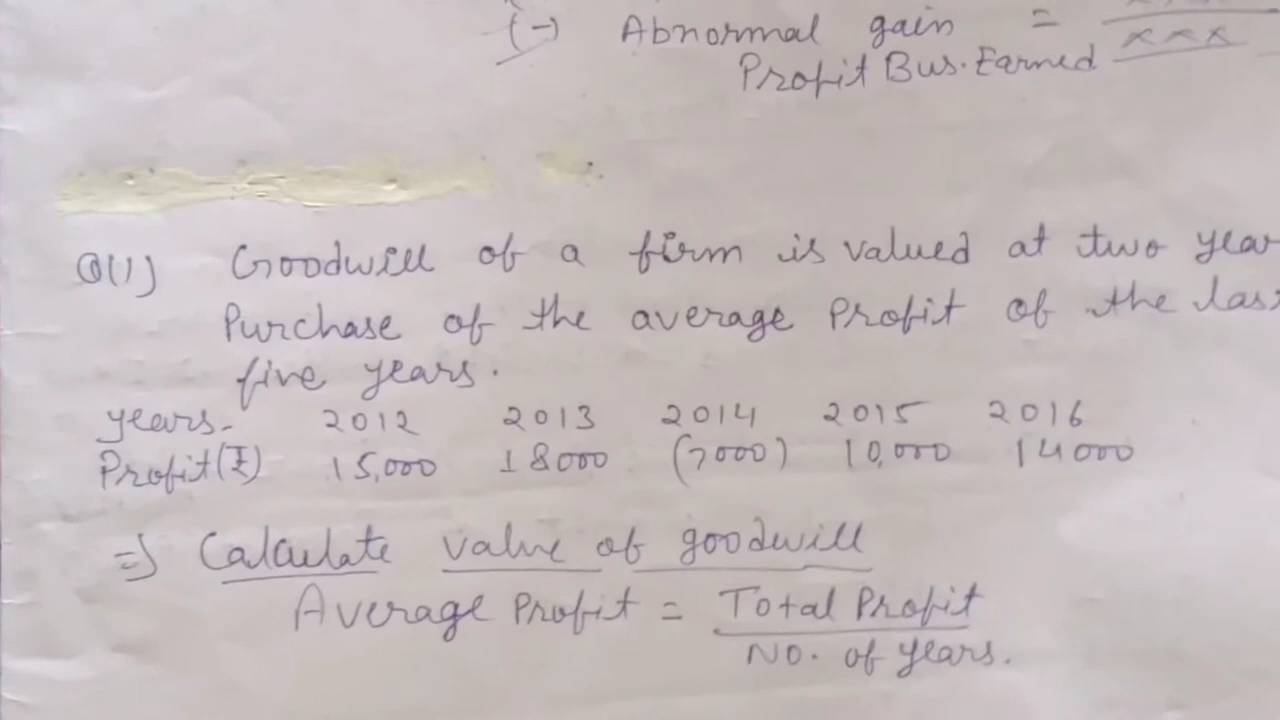 (-) Abnormal gain =
xxx
Profit Bus. Earned
Q(1) Goodwill of a firm is valued at two year
Purchase of the average Profit of the las
five years.
years- 2012 2013 2014 2015 2016
Profit(₹) 15,000 18000 (7000) 10,000 14000
=) Calculate value of goodwill
Average Profit = Total Profit
No. of years.